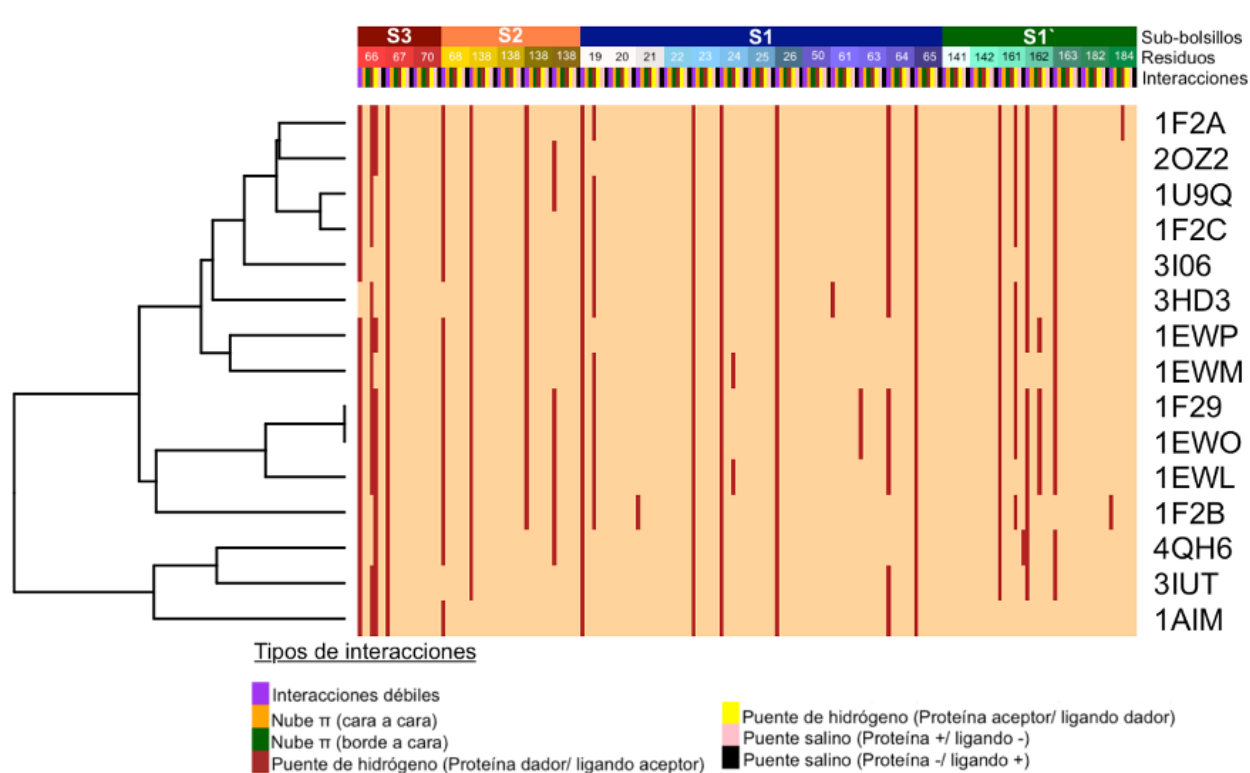 S3 S2 S1 S1` Sub-bolsillos
66 67 70 68 138 138 138 138 19 20 21 22 23 24 25 26 50 61 63 64 65 141 142 161 162 163 182 184 Residuos
Interacciones
1F2A
2OZ2
1U9Q
1F2C
3I06
3HD3
1EWP
1EWM
1F29
1EWO
1EWL
1F2B
4QH6
3IUT
1AIM
Tipos de interacciones
Interacciones débiles
Nube π (cara a cara)
Nube π (borde a cara)
Puente de hidrógeno (Proteína dador/ ligando aceptor)
Puente de hidrógeno (Proteína aceptor/ ligando dador)
Puente salino (Proteína +/ ligando -)
Puente salino (Proteína -/ ligando +)